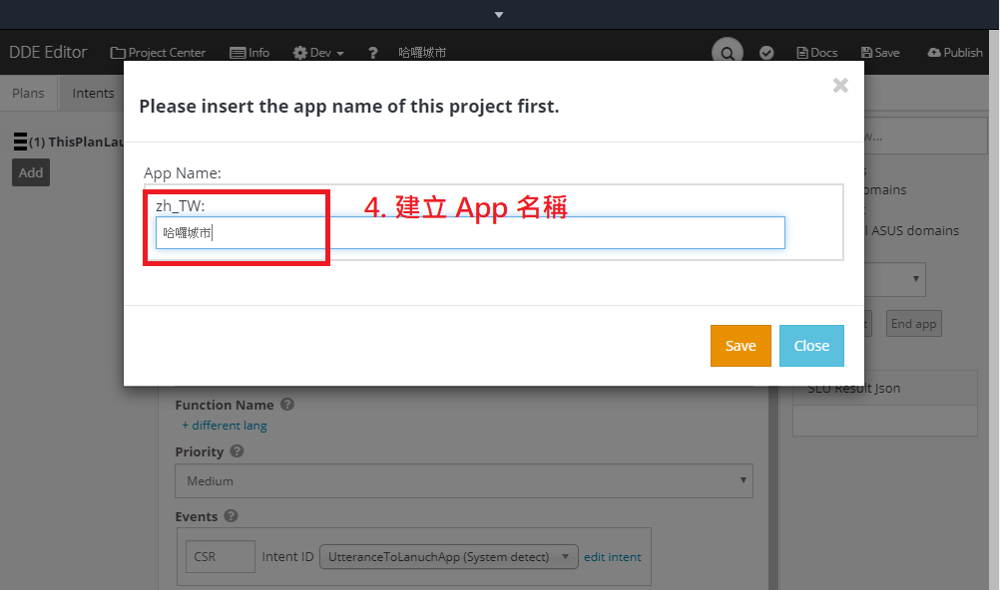 DDE Editor Project Center Info Dev ? 哈囉城市 Docs Save Publish
Plans Intents
Please insert the app name of this project first.
(1) ThisPlanLau
Add
App Name:
zh_TW:
4. 建立 App 名稱
哈囉城市
w...
omains
l ASUS domains
End app
Save Close
SLU Result Json
Function Name ?
+ different lang
Priority ?
Medium
Events ?
CSR Intent ID UtteranceToLanuchApp (System detect) edit intent